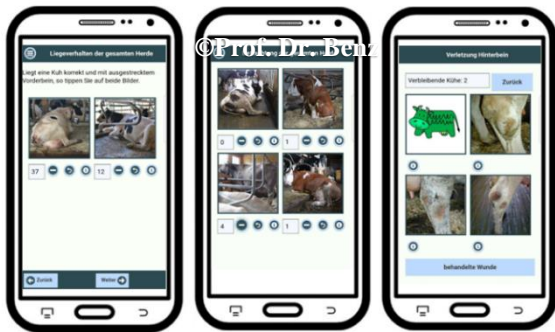 Liegeverhalten der gesamten Herde
Liegt eine Kuh korrekt und mit ausgestrecktem
Vorderbein, so tippen Sie auf beide Bilder.
37
12
Zurück
Weiter
©Prof. Dr. Benz
0
1
4
1
Verletzung Hinterbein
Verbleibende Kühe: 2
Zurück
behandelte Wunde